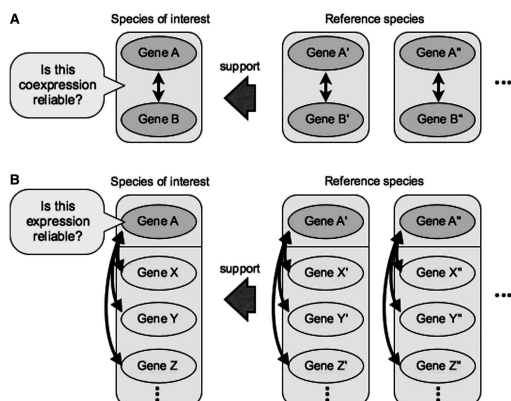 A
Species of interest
Reference species
Is this
coexpression
reliable?
Gene A
Gene B
support
Gene A'
Gene B'
Gene A"
Gene B"
...
B
Species of interest
Reference species
Is this
expression
reliable?
Gene A
Gene X
Gene Y
Gene Z
support
Gene A'
Gene X'
Gene Y'
Gene Z'
Gene A"
Gene X"
Gene Y"
Gene Z"
...